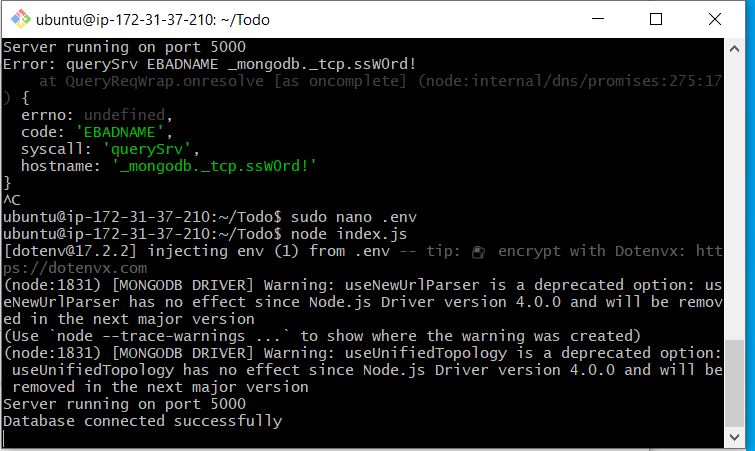 ubuntu@ip-172-31-37-210: ~/Todo
Server running on port 5000
Error: querySrv EBADNAME _mongodb._tcp.ssW0rd!
    at QueryReqWrap.onresolve [as oncomplete] (node:internal/dns/promises:275:17
) {
  errno: undefined,
  code: 'EBADNAME',
  syscall: 'querySrv',
  hostname: '_mongodb._tcp.ssW0rd!'
}
^C
ubuntu@ip-172-31-37-210:~/Todo$ sudo nano .env
ubuntu@ip-172-31-37-210:~/Todo$ node index.js
[dotenv@17.2.2] injecting env (1) from .env -- tip: 🔐 encrypt with Dotenvx: htt
ps://dotenvx.com
(node:1831) [MONGODB DRIVER] Warning: useNewUrlParser is a deprecated option: us
eNewUrlParser has no effect since Node.js Driver version 4.0.0 and will be remov
ed in the next major version
(Use `node --trace-warnings ...` to show where the warning was created)
(node:1831) [MONGODB DRIVER] Warning: useUnifiedTopology is a deprecated option:
 useUnifiedTopology has no effect since Node.js Driver version 4.0.0 and will be
 removed in the next major version
Server running on port 5000
Database connected successfully